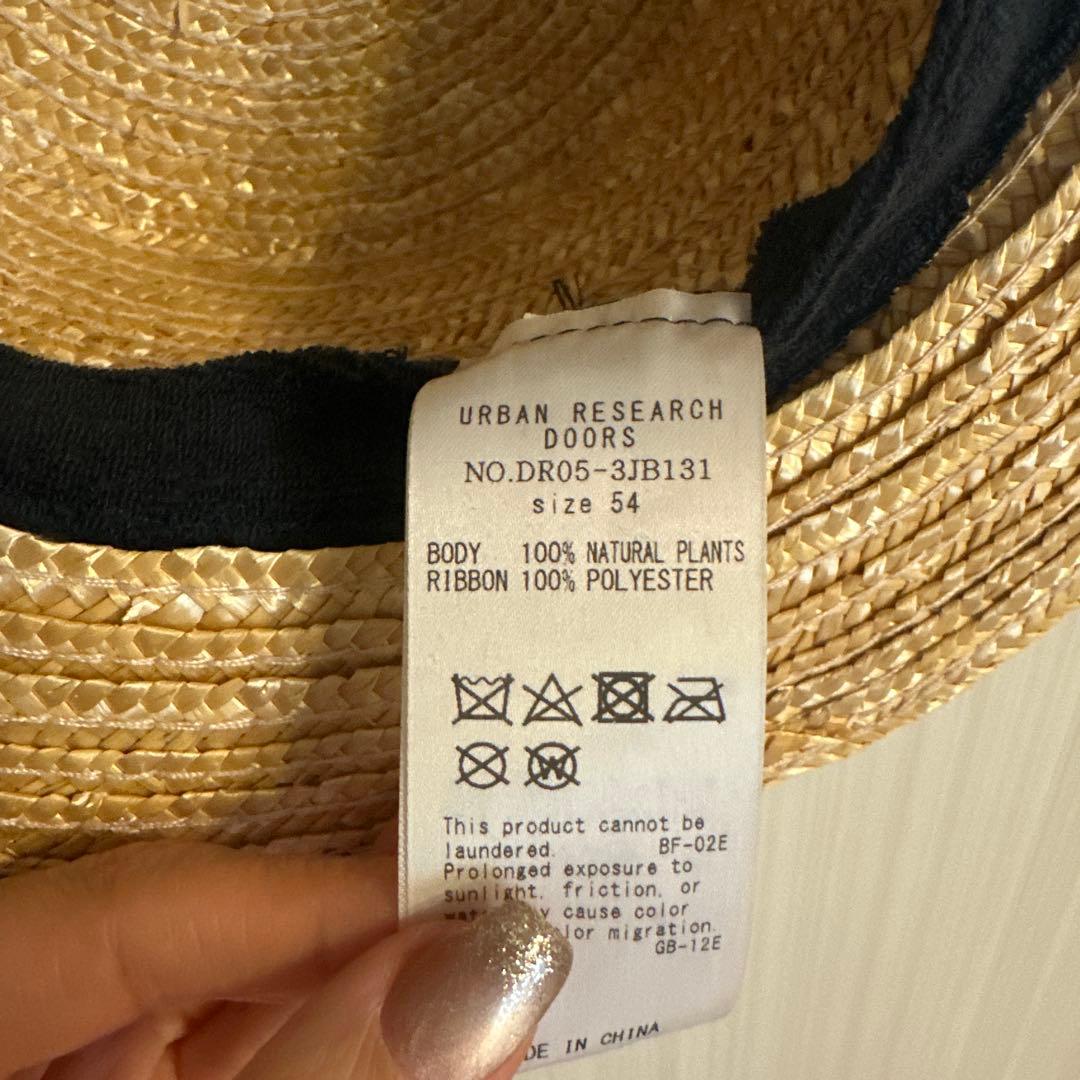 URBAN RESEARCH
DOORS
NO.DR05-3JB131
size 54
BODY 100% NATURAL PLANTS
RIBBON 100% POLYESTER
This product cannot be
laundered. BF-02E
Prolonged exposure to
sunlight, friction, or
cause color
migration.
GB-12E
IN CHINA